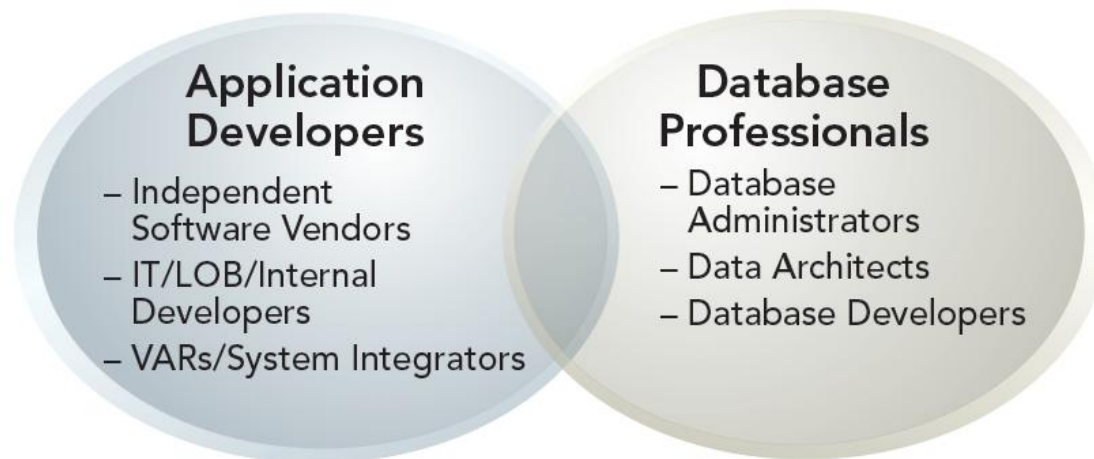 Application
Developers
– Independent
Software Vendors
– IT/LOB/Internal
Developers
– VARs/System Integrators
Database
Professionals
– Database
Administrators
– Data Architects
– Database Developers